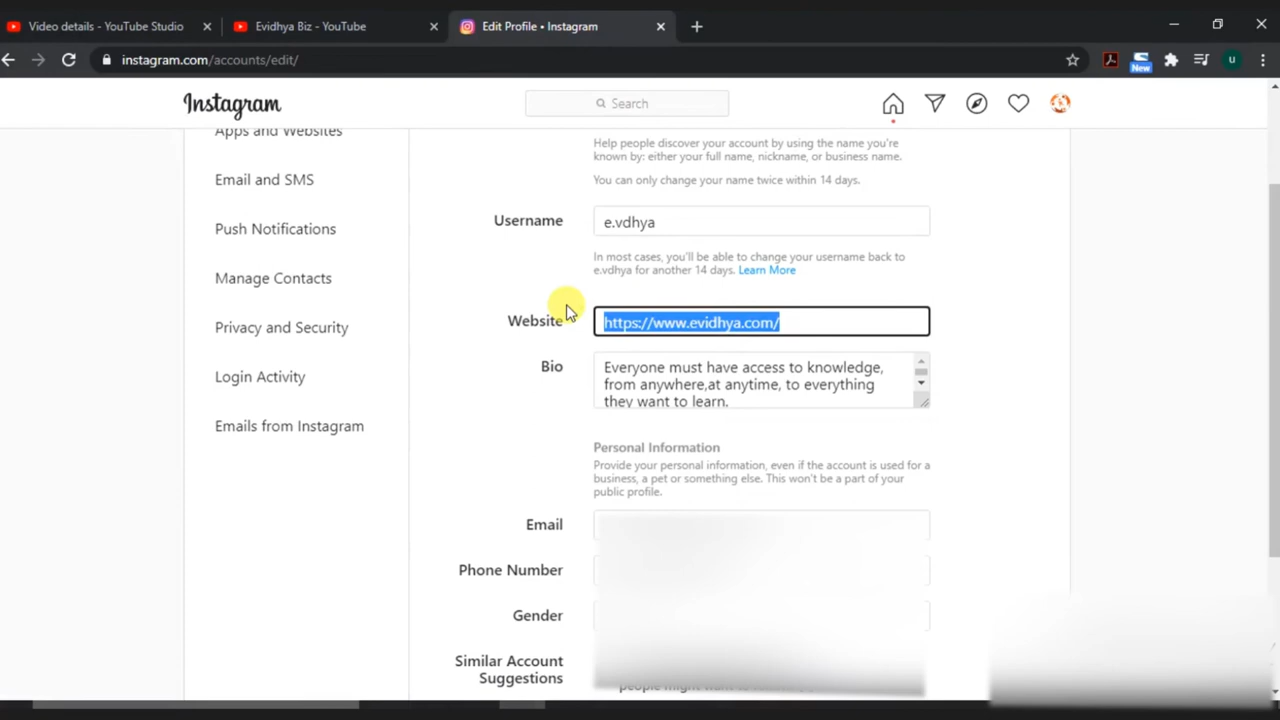 Video details - YouTube Studio
Evidhya Biz - YouTube
Edit Profile • Instagram
instagram.com/accounts/edit/
New
u
Instagram
Search
Apps and Websites
Email and SMS
Push Notifications
Manage Contacts
Privacy and Security
Login Activity
Emails from Instagram
Help people discover your account by using the name you're
known by: either your full name, nickname, or business name.
You can only change your name twice within 14 days.
Username
e.vdhya
In most cases, you'll be able to change your username back to
e.vdhya for another 14 days. Learn More
Website
https://www.evidhya.com/
Bio
Everyone must have access to knowledge,
from anywhere,at anytime, to everything
they want to learn.
Personal Information
Provide your personal information, even if the account is used for a
business, a pet or something else. This won't be a part of your
public profile.
Email
Phone Number
Gender
Similar Account
Suggestions
people might want to